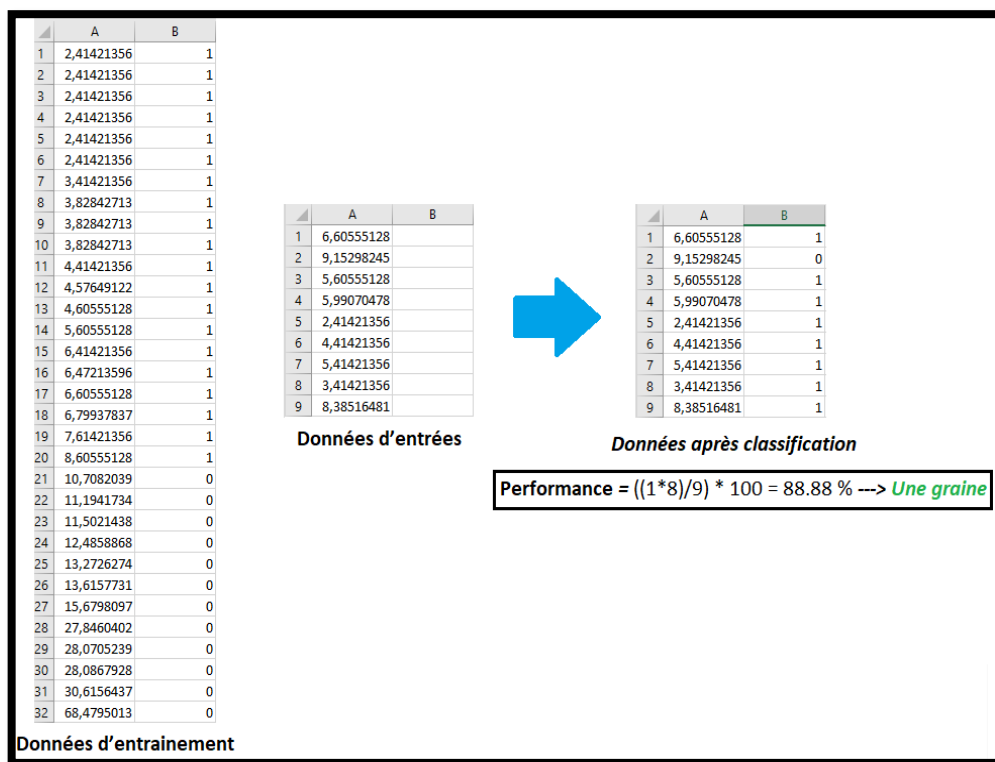 A B
1 2,41421356 1
2 2,41421356 1
3 2,41421356 1
4 2,41421356 1
5 2,41421356 1
6 2,41421356 1
7 3,41421356 1
8 3,82842713 1
9 3,82842713 1
10 3,82842713 1
11 4,41421356 1
12 4,57649122 1
13 4,60555128 1
14 5,60555128 1
15 6,41421356 1
16 6,47213596 1
17 6,60555128 1
18 6,79937837 1
19 7,61421356 1
20 8,60555128 1
21 10,7082039 0
22 11,1941734 0
23 11,5021438 0
24 12,4858868 0
25 13,2726274 0
26 13,6157731 0
27 15,6798097 0
28 27,8460402 0
29 28,0705239 0
30 28,0867928 0
31 30,6156437 0
32 68,4795013 0
Données d'entrainement
A B
1 6,60555128
2 9,15298245
3 5,60555128
4 5,99070478
5 2,41421356
6 4,41421356
7 5,41421356
8 3,41421356
9 8,38516481
Données d'entrées
A B
1 6,60555128 1
2 9,15298245 0
3 5,60555128 1
4 5,99070478 1
5 2,41421356 1
6 4,41421356 1
7 5,41421356 1
8 3,41421356 1
9 8,38516481 1
Données après classification
Performance = ((1*8)/9) * 100 = 88.88 % ---> Une graine